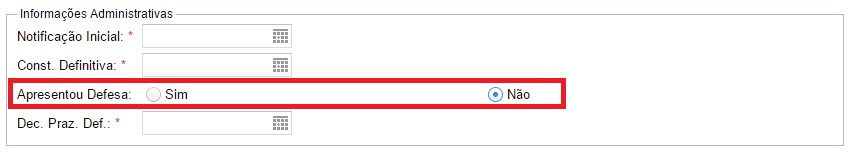 Informações Administrativas
Notificação Inicial: *
Const. Definitiva: *
Apresentou Defesa: Sim Não
Dec. Praz. Def.: *